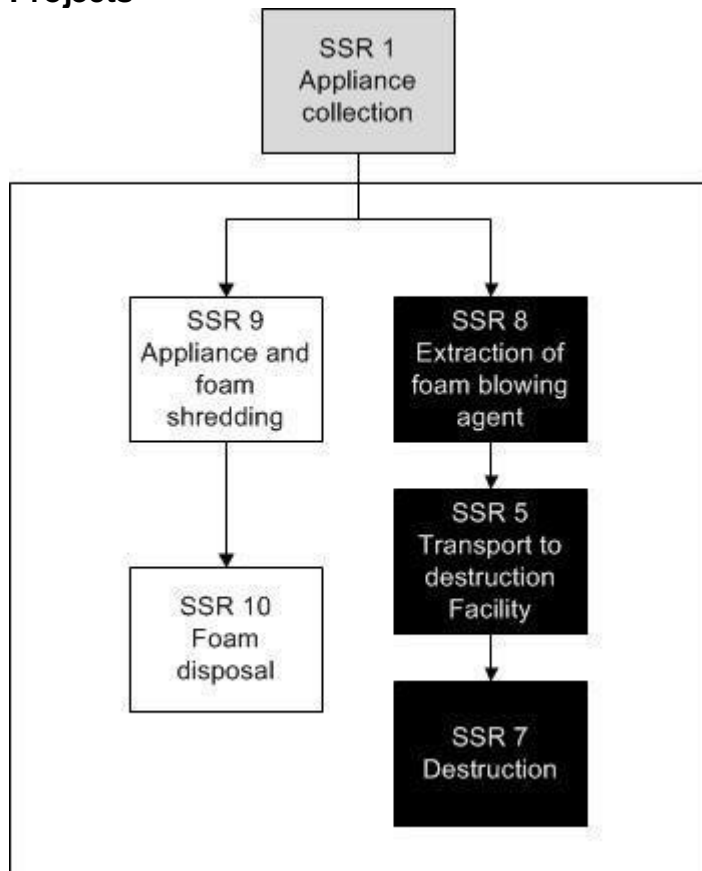 Projects
SSR 1
Appliance
collection
SSR 9
Appliance and
foam
shredding
SSR 8
Extraction of
foam blowing
agent
SSR 5
Transport to
destruction
Facility
SSR 10
Foam
disposal
SSR 7
Destruction